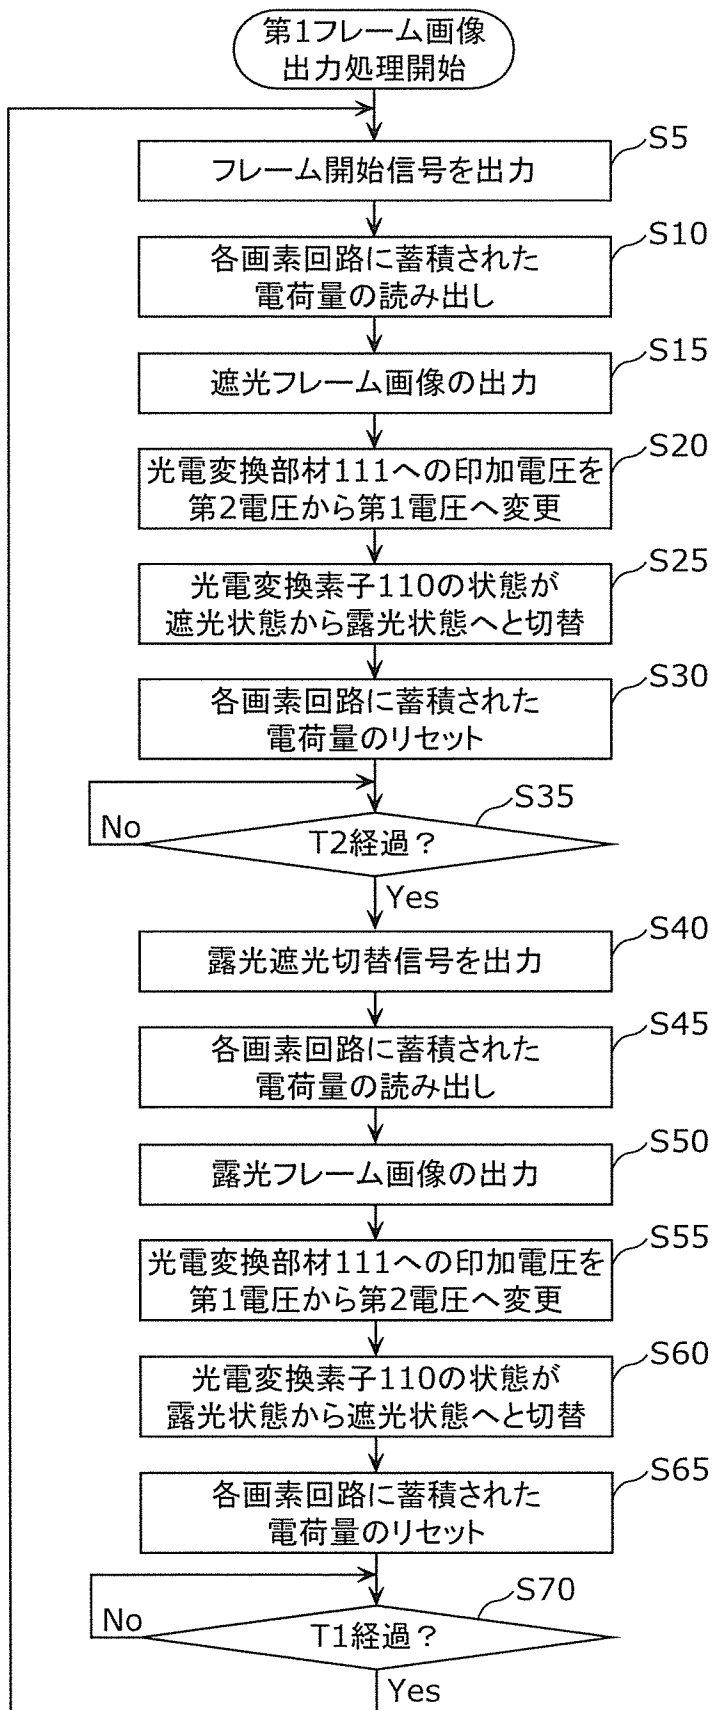 第1フレーム画像
出力処理開始
S5
フレーム開始信号を出力
S10
各画素回路に蓄積された
電荷量の読み出し
S15
遮光フレーム画像の出力
S20
光電変換部材111への印加電圧を
第2電圧から第1電圧へ変更
S25
光電変換素子110の状態が
遮光状態から露光状態へと切替
S30
各画素回路に蓄積された
電荷量のリセット
S35
No
T2経過？
Yes
S40
露光遮光切替信号を出力
S45
各画素回路に蓄積された
電荷量の読み出し
S50
露光フレーム画像の出力
S55
光電変換部材111への印加電圧を
第1電圧から第2電圧へ変更
S60
光電変換素子110の状態が
露光状態から遮光状態へと切替
S65
各画素回路に蓄積された
電荷量のリセット
S70
No
T1経過？
Yes